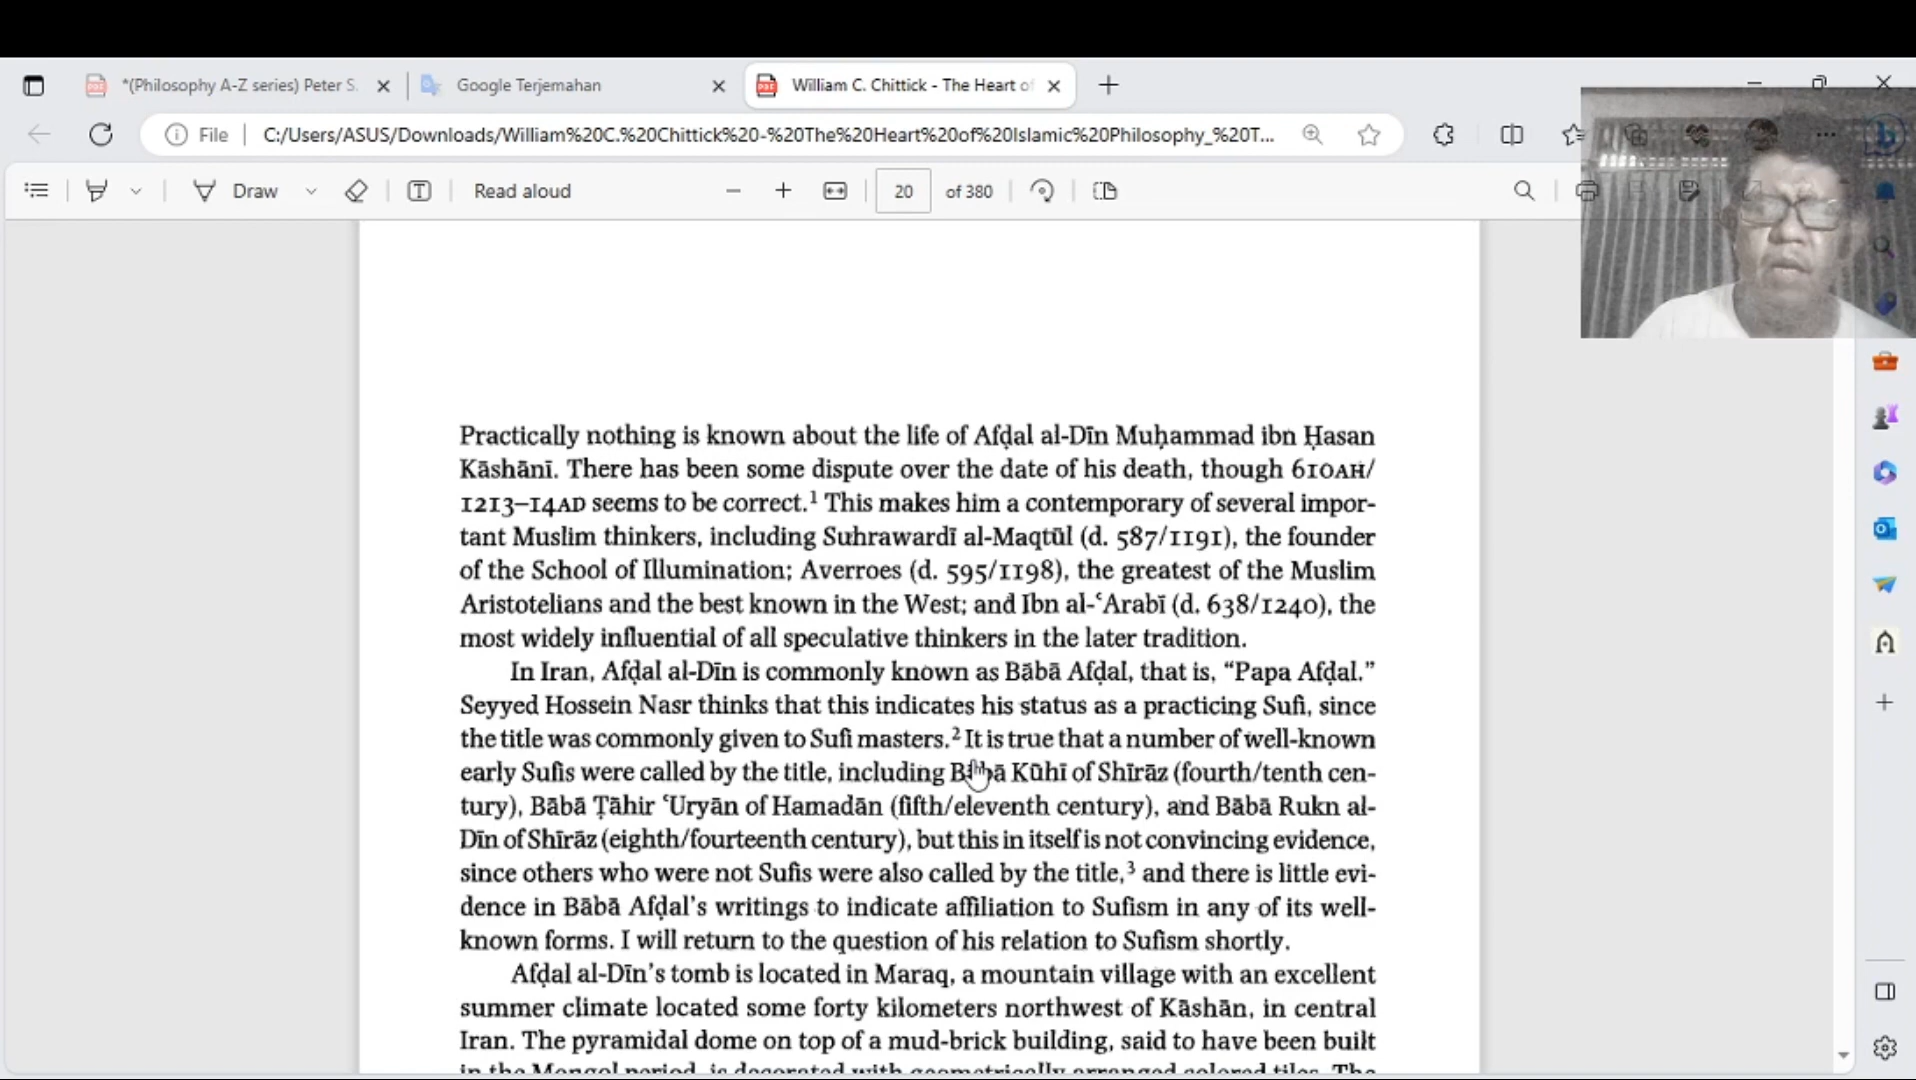 *(Philosophy A-Z series) Peter S.
Google Terjemahan
William C. Chittick - The Heart of
File
C:/Users/ASUS/Downloads/William%20C.%20Chittick%20-%20The%20Heart%20of%20Islamic%20Philosophy_%20T...
Draw
Read aloud
20
of 380
Practically nothing is known about the life of Afḍal al-Dīn Muḥammad ibn Ḥasan
Kāshānī. There has been some dispute over the date of his death, though 610AH/
1213–14AD seems to be correct.¹ This makes him a contemporary of several impor-
tant Muslim thinkers, including Suhrawardī al-Maqtūl (d. 587/1191), the founder
of the School of Illumination; Averroes (d. 595/1198), the greatest of the Muslim
Aristotelians and the best known in the West; and Ibn al-ʿArabī (d. 638/1240), the
most widely influential of all speculative thinkers in the later tradition.
In Iran, Afḍal al-Dīn is commonly known as Bābā Afḍal, that is, “Papa Afḍal.”
Seyyed Hossein Nasr thinks that this indicates his status as a practicing Sufi, since
the title was commonly given to Sufi masters.² It is true that a number of well-known
early Sufis were called by the title, including Bābā Kūhī of Shīrāz (fourth/tenth cen-
tury), Bābā Ṭāhir ʿUryān of Hamadān (fifth/eleventh century), and Bābā Rukn al-
Dīn of Shīrāz (eighth/fourteenth century), but this in itself is not convincing evidence,
since others who were not Sufis were also called by the title,³ and there is little evi-
dence in Bābā Afḍal’s writings to indicate affiliation to Sufism in any of its well-
known forms. I will return to the question of his relation to Sufism shortly.
Afḍal al-Dīn’s tomb is located in Maraq, a mountain village with an excellent
summer climate located some forty kilometers northwest of Kāshān, in central
Iran. The pyramidal dome on top of a mud-brick building, said to have been built
in the Mongol period, is decorated with geometrically arranged colored tiles. The